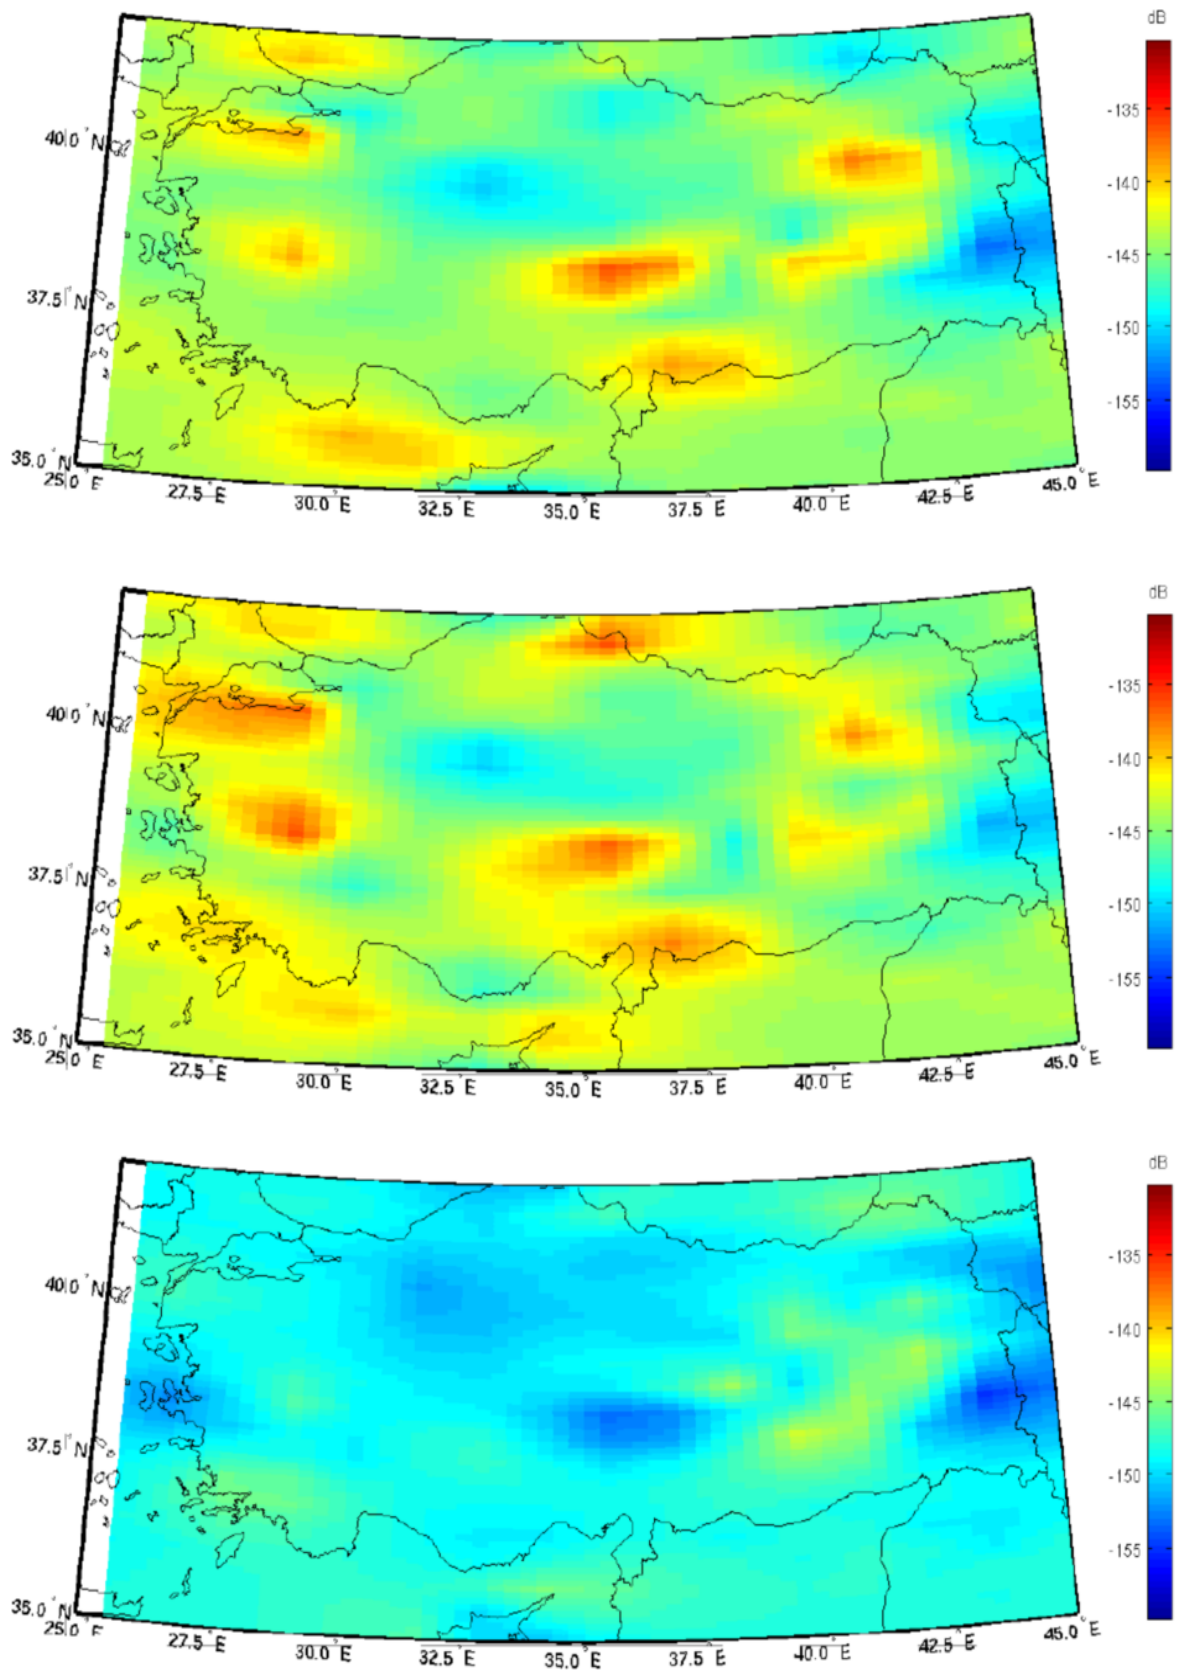 dB
-135
-140
-145
-150
-155
40.0° N
37.5° N
35.0° N
25.0° E
27.5° E
30.0° E
32.5° E
35.0° E
37.5° E
40.0° E
42.5° E
45.0° E
dB
-135
-140
-145
-150
-155
40.0° N
37.5° N
35.0° N
25.0° E
27.5° E
30.0° E
32.5° E
35.0° E
37.5° E
40.0° E
42.5° E
45.0° E
dB
-135
-140
-145
-150
-155
40.0° N
37.5° N
35.0° N
25.0° E
27.5° E
30.0° E
32.5° E
35.0° E
37.5° E
40.0° E
42.5° E
45.0° E